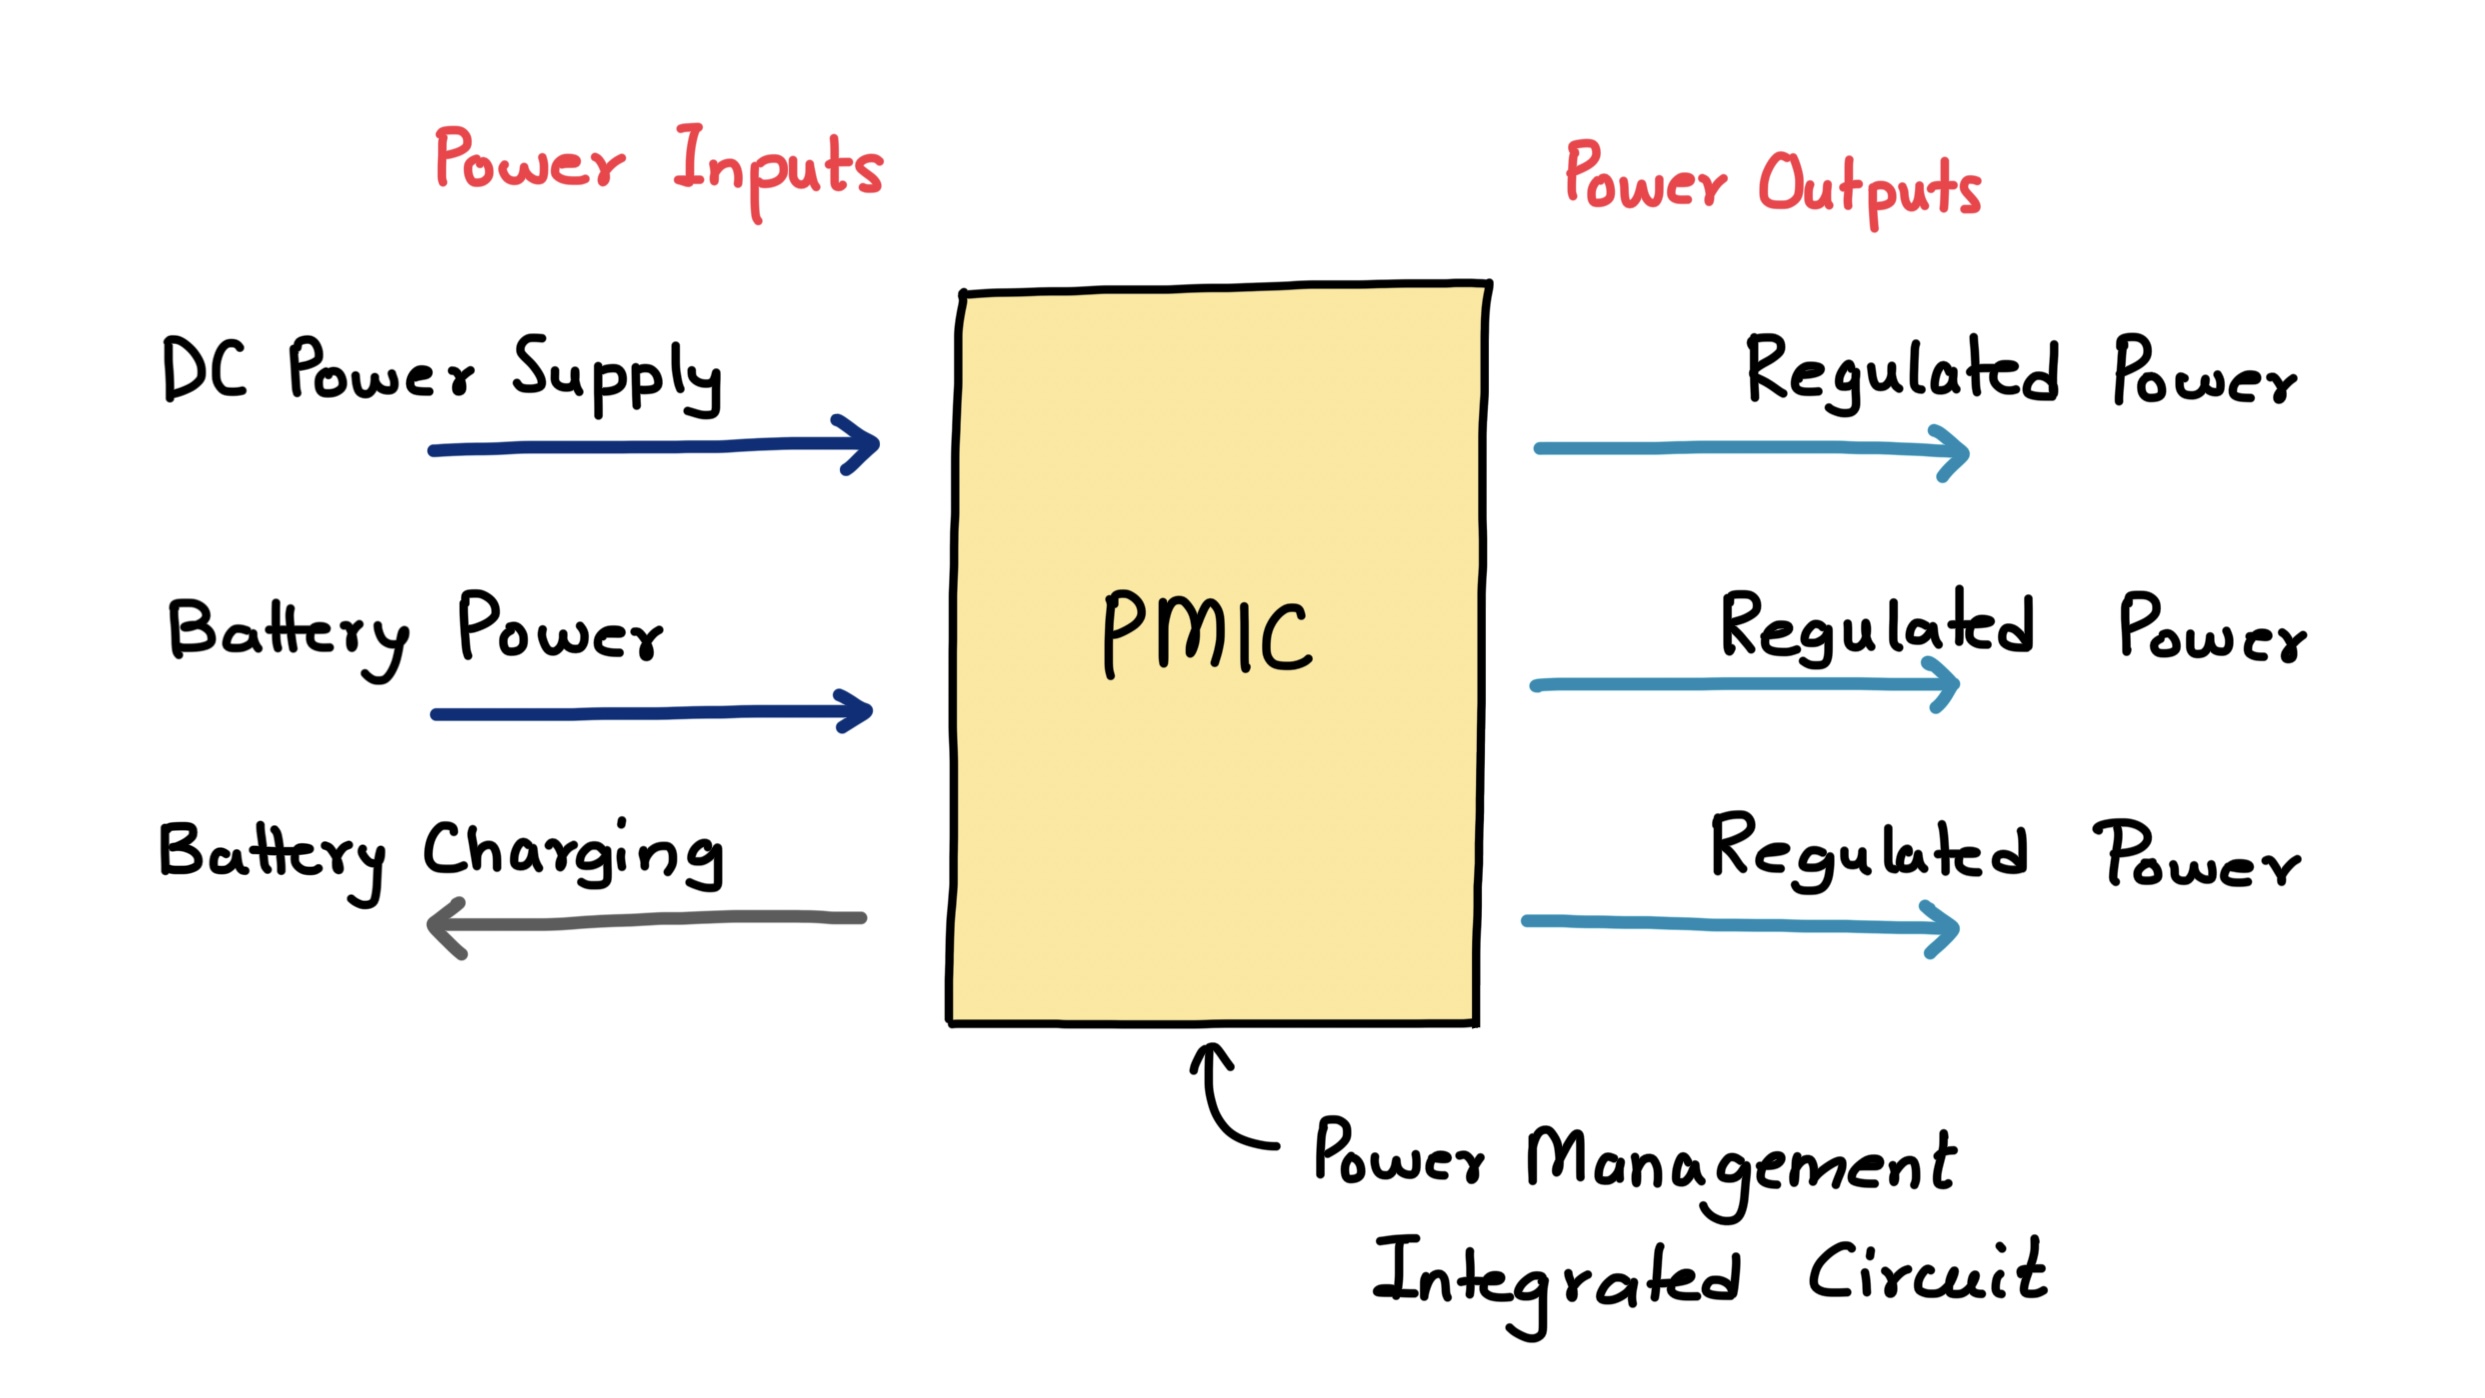 Power Inputs
Power Outputs
DC Power Supply
Regulated Power
Battery Power
PMIC
Regulated Power
Battery Charging
Regulated Power
Power Management
Integrated Circuit